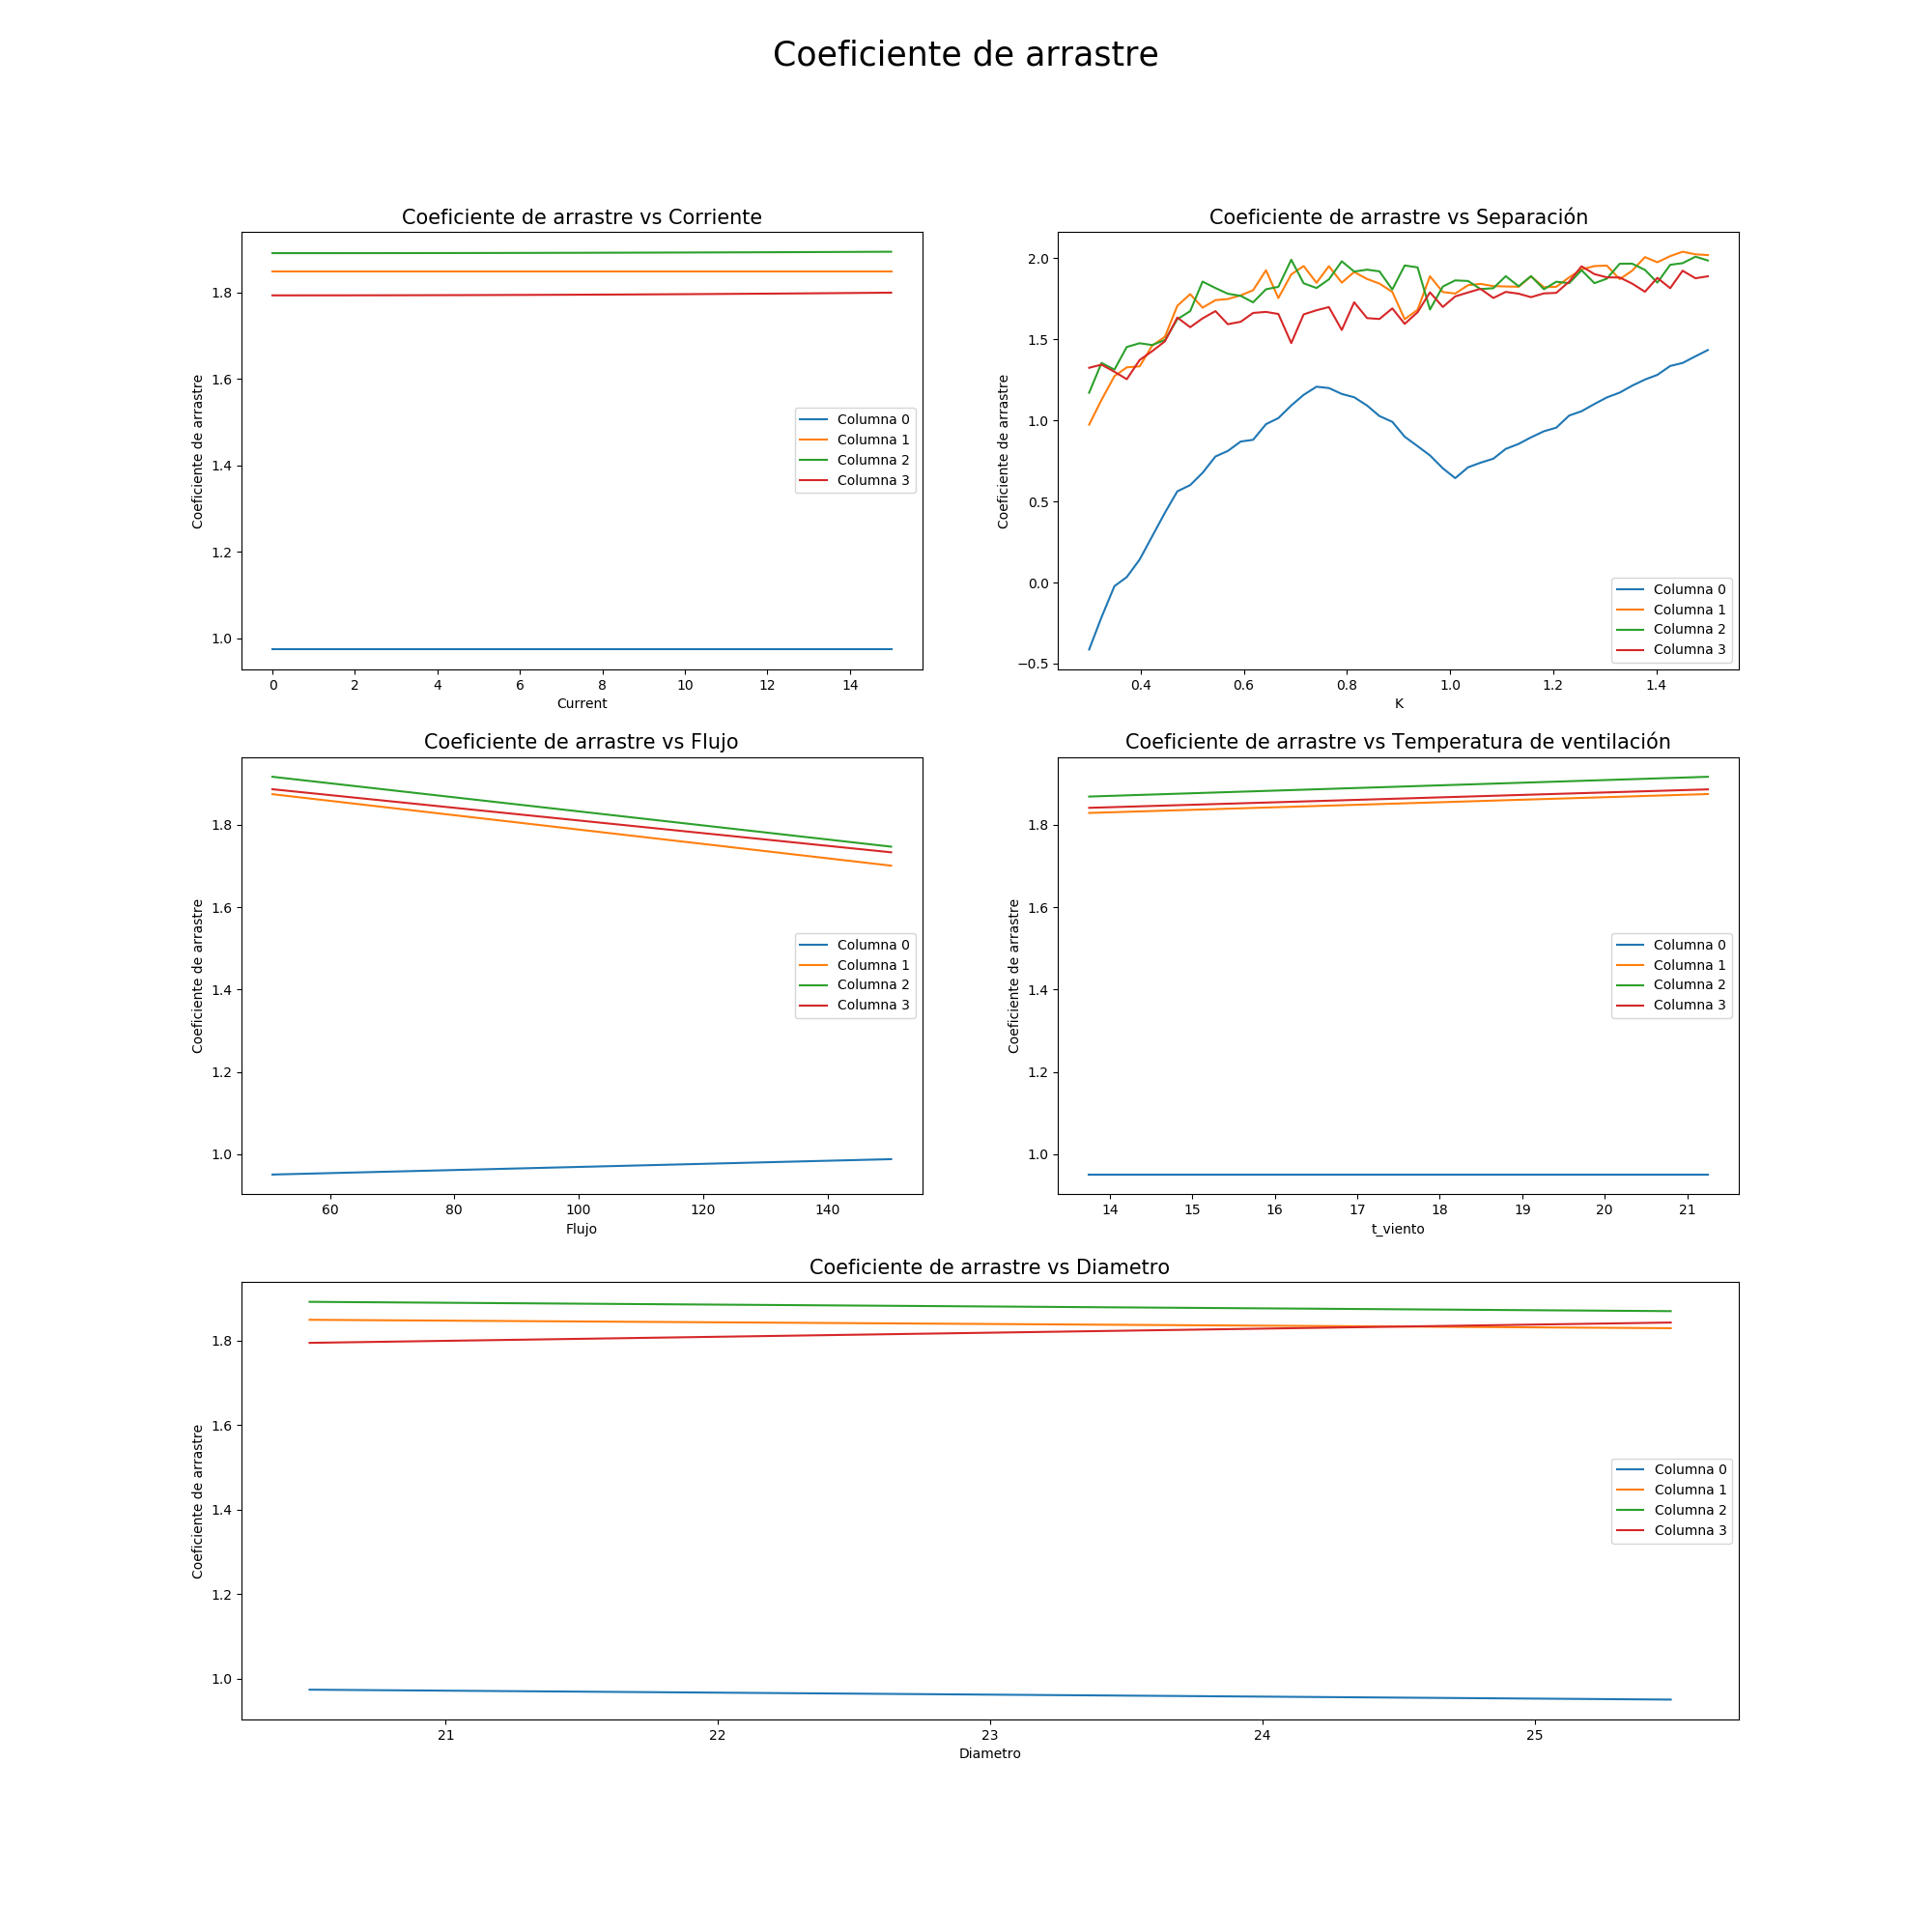 Coeficiente de arrastre
Coeficiente de arrastre vs Corriente
Coeficiente de arrastre
1.8
1.6
1.4
1.2
1.0
0 2 4 6 8 10 12 14
Current
Columna 0
Columna 1
Columna 2
Columna 3
Coeficiente de arrastre vs Separación
Coeficiente de arrastre
2.0
1.5
1.0
0.5
0.0
−0.5
0.4 0.6 0.8 1.0 1.2 1.4
K
Columna 0
Columna 1
Columna 2
Columna 3
Coeficiente de arrastre vs Flujo
Coeficiente de arrastre
1.8
1.6
1.4
1.2
1.0
60 80 100 120 140
Flujo
Columna 0
Columna 1
Columna 2
Columna 3
Coeficiente de arrastre vs Temperatura de ventilación
Coeficiente de arrastre
1.8
1.6
1.4
1.2
1.0
14 15 16 17 18 19 20 21
t_viento
Columna 0
Columna 1
Columna 2
Columna 3
Coeficiente de arrastre vs Diametro
Coeficiente de arrastre
1.8
1.6
1.4
1.2
1.0
21 22 23 24 25
Diametro
Columna 0
Columna 1
Columna 2
Columna 3